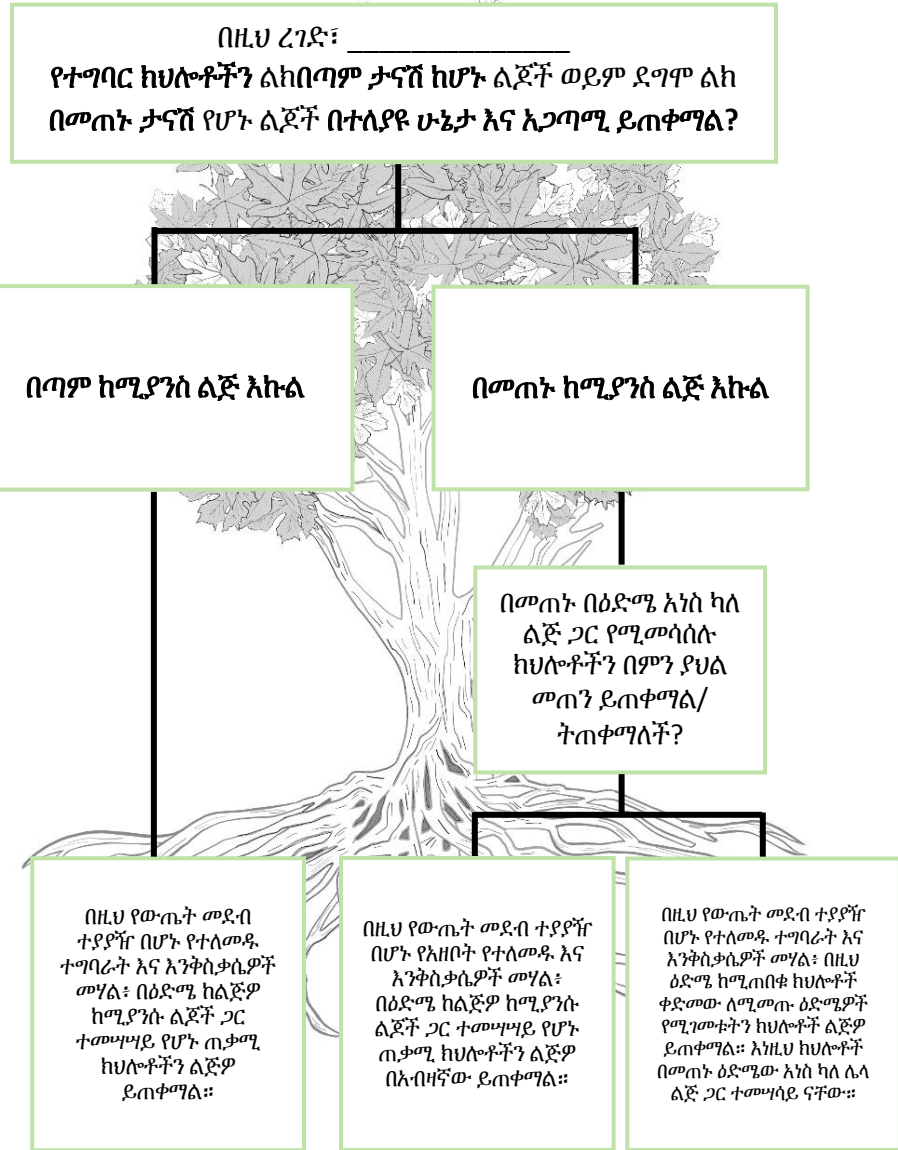 በዚህ ረገድ፣ _______________
የተግባር ክህሎቶችን ልክበጣም ታናሽ ከሆኑ ልጆች ወይም ደግሞ ልክ
በመጠኑ ታናሽ የሆኑ ልጆች በተለያዩ ሁኔታ እና አጋጣሚ ይጠቀማል?
በጣም ከሚያንስ ልጅ እኩል
በመጠኑ ከሚያንስ ልጅ እኩል
በመጠኑ በዕድሜ አነስ ካለ
ልጅ ጋር የሚመሳሰሉ
ክህሎቶችን በምን ያህል
መጠን ይጠቀማል/
ትጠቀማለች?
በዚህ የውጤት መደብ
ተያያዥ በሆኑ የተለመዱ
ተግባራት እና እንቅስቃሴዎች
መሃል፥ በዕድሜ ከልጅዎ
ከሚያንሱ ልጆች ጋር
ተመሣሣይ የሆኑ ጠቃሚ
ክህሎቶችን ልጅዎ
ይጠቀማል።
በዚህ የውጤት መደብ ተያያዥ
በሆኑ የአዘቦት የተለመዱ እና
እንቅስቃሴዎች መሃል፥
በዕድሜ ከልጅዎ ከሚያንሱ
ልጆች ጋር ተመሣሣይ የሆኑ
ጠቃሚ ክህሎቶችን ልጅዎ
በአብዛኛው ይጠቀማል።
በዚህ የውጤት መደብ ተያያዥ
በሆኑ የተለመዱ ተግባራት እና
እንቅስቃሴዎች መሃል፥ በዚህ
ዕድሜ ከሚጠበቁ ክህሎቶች
ቀድመው ለሚመጡ ዕድሜዎች
የሚገመቱትን ክህሎቶች ልጅዎ
ይጠቀማል። እነዚህ ክህሎቶች
በመጠኑ ዕድሜው አነስ ካለ ሌላ
ልጅ ጋር ተመሣሳይ ናቸው።